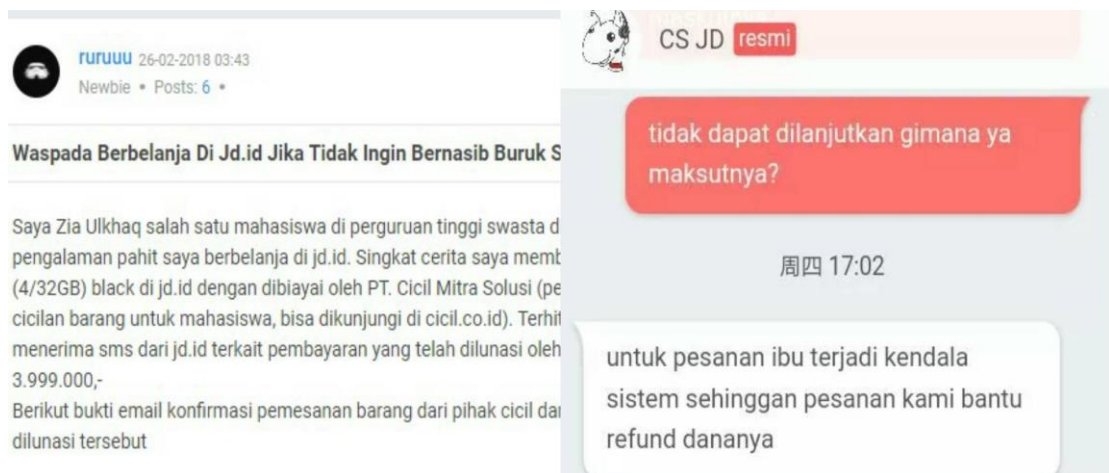 ruruuu 26-02-2018 03:43
Newbie • Posts: 6 •
Waspada Berbelanja Di Jd.id Jika Tidak Ingin Bernasib Buruk S
Saya Zia Ulkhaq salah satu mahasiswa di perguruan tinggi swasta d
pengalaman pahit saya berbelanja di jd.id. Singkat cerita saya memb
(4/32GB) black di jd.id dengan dibiayai oleh PT. Cicil Mitra Solusi (pe
cicilan barang untuk mahasiswa, bisa dikunjungi di cicil.co.id). Terhit
menerima sms dari jd.id terkait pembayaran yang telah dilunasi oleh
3.999.000,-
Berikut bukti email konfirmasi pemesanan barang dari pihak cicil dan
dilunasi tersebut
CS JD resmi
tidak dapat dilanjutkan gimana ya
maksutnya?
周四 17:02
untuk pesanan ibu terjadi kendala
sistem sehinggan pesanan kami bantu
refund dananya